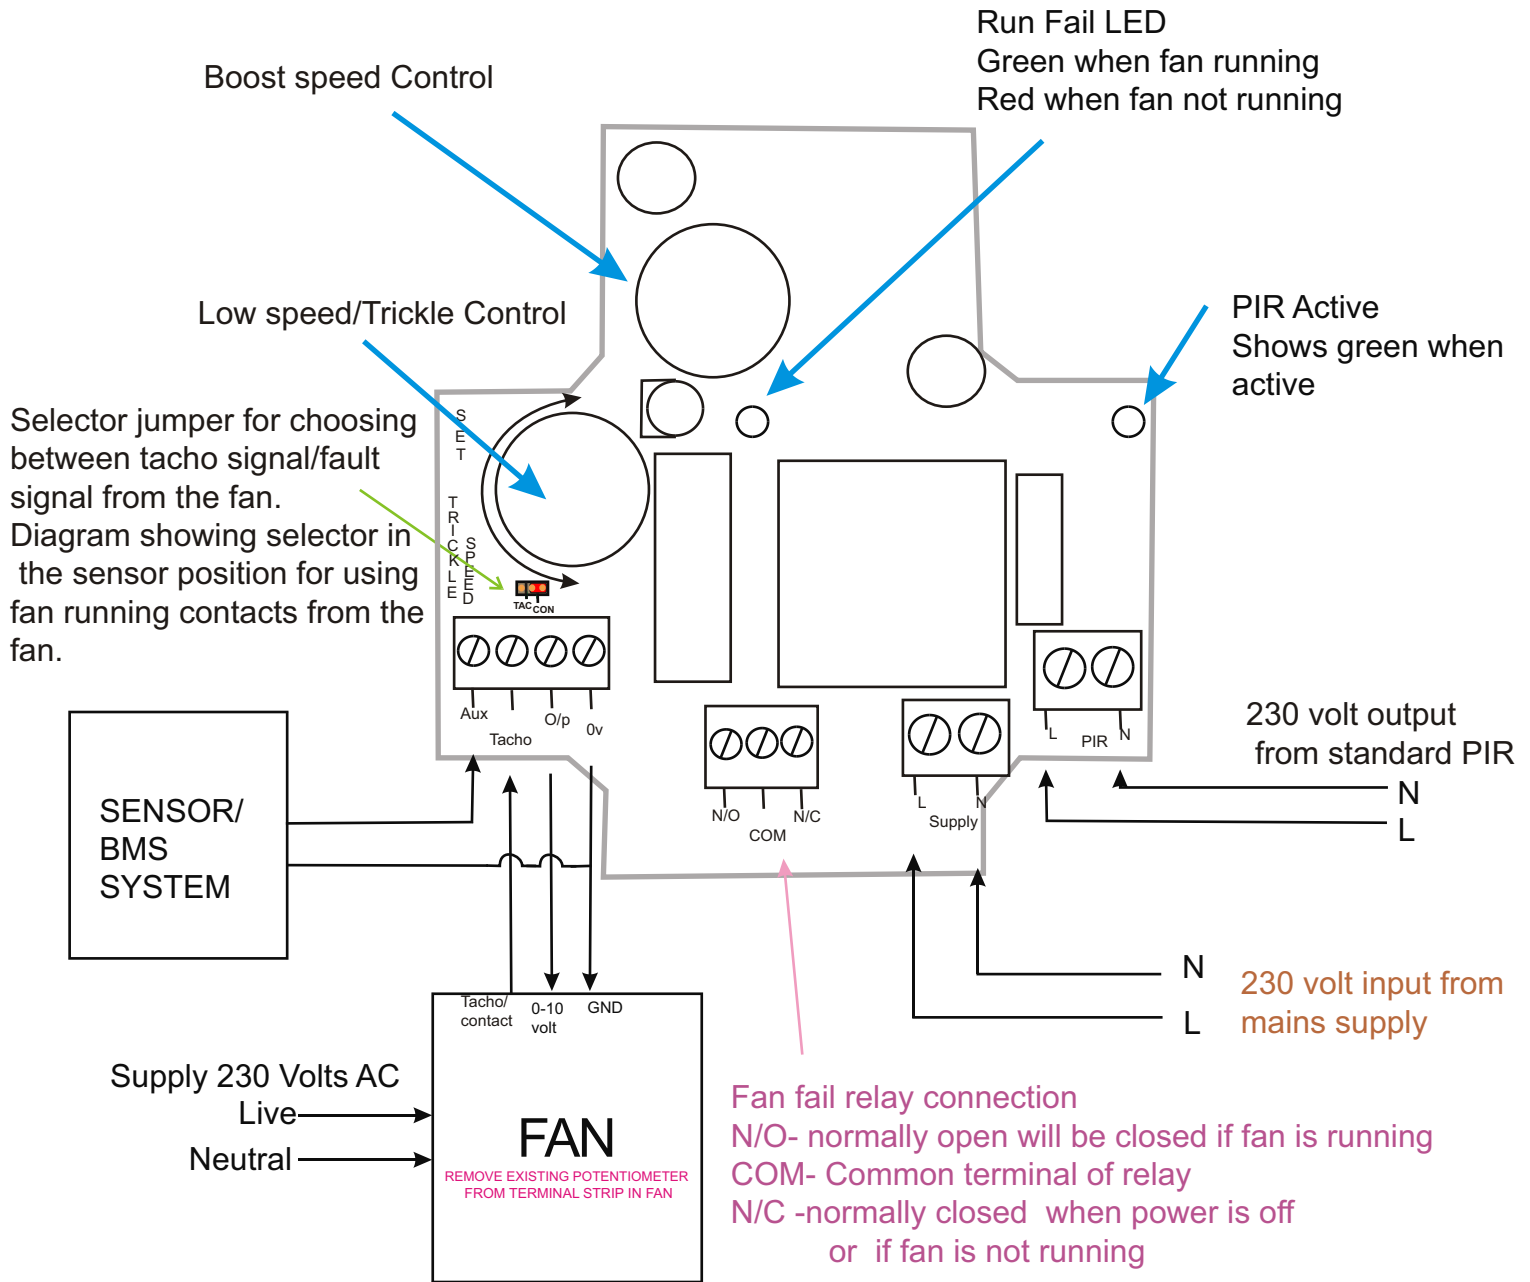 Run Fail LED
Green when fan running
Red when fan not running
Boost speed Control
Low speed/Trickle Control
PIR Active
Shows green when
active
Selector jumper for choosing
between tacho signal/fault
signal from the fan.
Diagram showing selector in
the sensor position for using
fan running contacts from the
fan.
SET
TRICKLE
SPEED
TAC CON
Aux
Tacho
O/p
0v
N/O
COM
N/C
L
Supply
N
L
PIR
N
230 volt output
from standard PIR
N
L
SENSOR/
BMS
SYSTEM
N
L
230 volt input from
mains supply
Tacho/
contact
0-10
volt
GND
Supply 230 Volts AC
Live
Neutral
FAN
REMOVE EXISTING POTENTIOMETER
FROM TERMINAL STRIP IN FAN
Fan fail relay connection
N/O- normally open will be closed if fan is running
COM- Common terminal of relay
N/C -normally closed when power is off
or if fan is not running